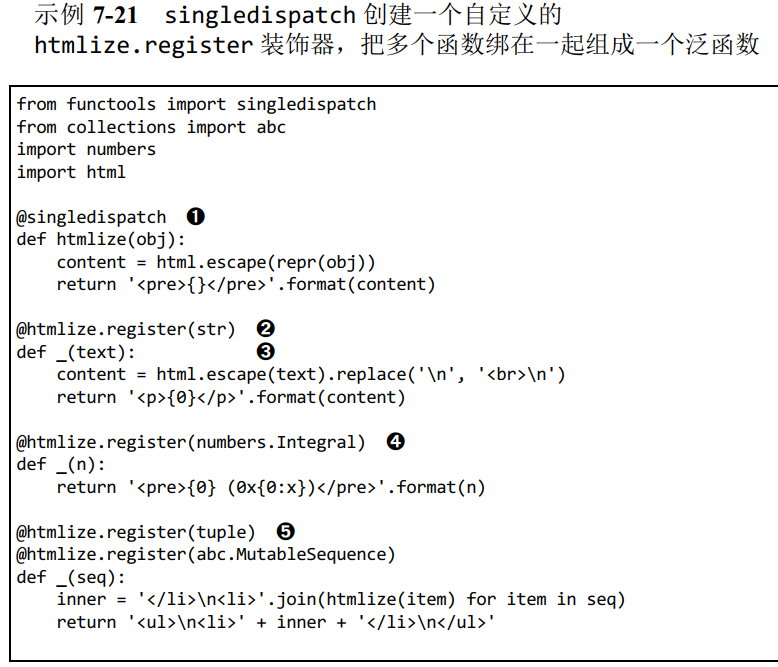 示例 7-21 singledispatch 创建一个自定义的
htmlize.register 装饰器，把多个函数绑在一起组成一个泛函数
from functools import singledispatch
from collections import abc
import numbers
import html

@singledispatch ❶
def htmlize(obj):
    content = html.escape(repr(obj))
    return '<pre>{}</pre>'.format(content)

@htmlize.register(str) ❷
def _(text): ❸
    content = html.escape(text).replace('\n', '<br>\n')
    return '<p>{0}</p>'.format(content)

@htmlize.register(numbers.Integral) ❹
def _(n):
    return '<pre>{0} (0x{0:x})</pre>'.format(n)

@htmlize.register(tuple) ❺
@htmlize.register(abc.MutableSequence)
def _(seq):
    inner = '</li>\n<li>'.join(htmlize(item) for item in seq)
    return '<ul>\n<li>' + inner + '</li>\n</ul>'